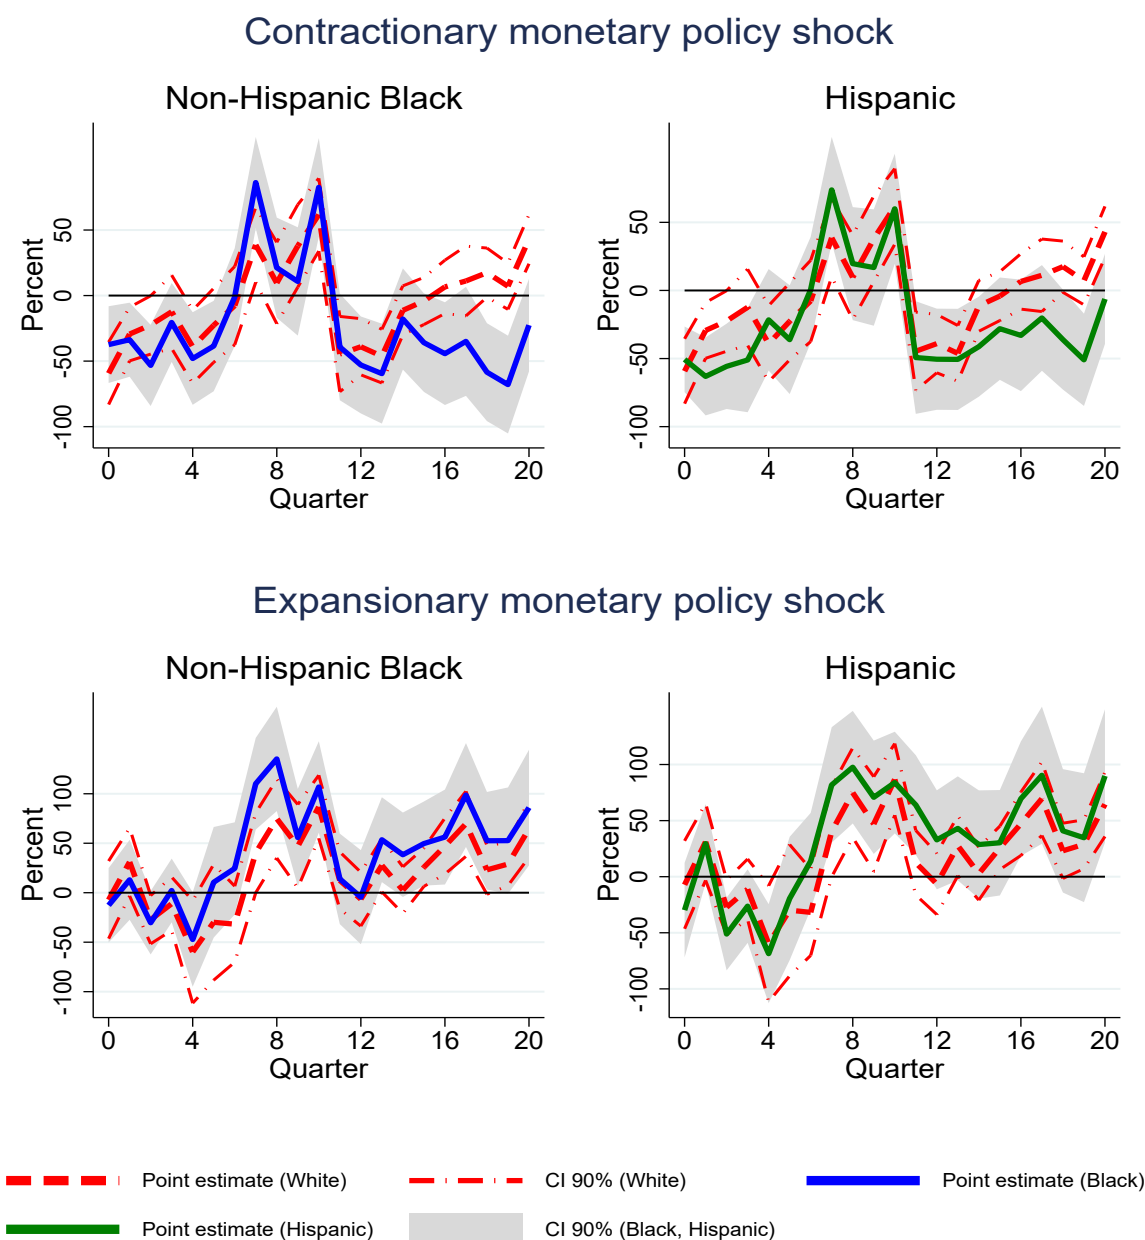 Contractionary monetary policy shock
Non-Hispanic Black
Percent
50
0
-50
-100
0 4 8 12 16 20
Quarter
Hispanic
Percent
50
0
-50
-100
0 4 8 12 16 20
Quarter
Expansionary monetary policy shock
Non-Hispanic Black
Percent
100
50
0
-50
-100
0 4 8 12 16 20
Quarter
Hispanic
Percent
100
50
0
-50
-100
0 4 8 12 16 20
Quarter
Point estimate (White) CI 90% (White) Point estimate (Black)
Point estimate (Hispanic) CI 90% (Black, Hispanic)